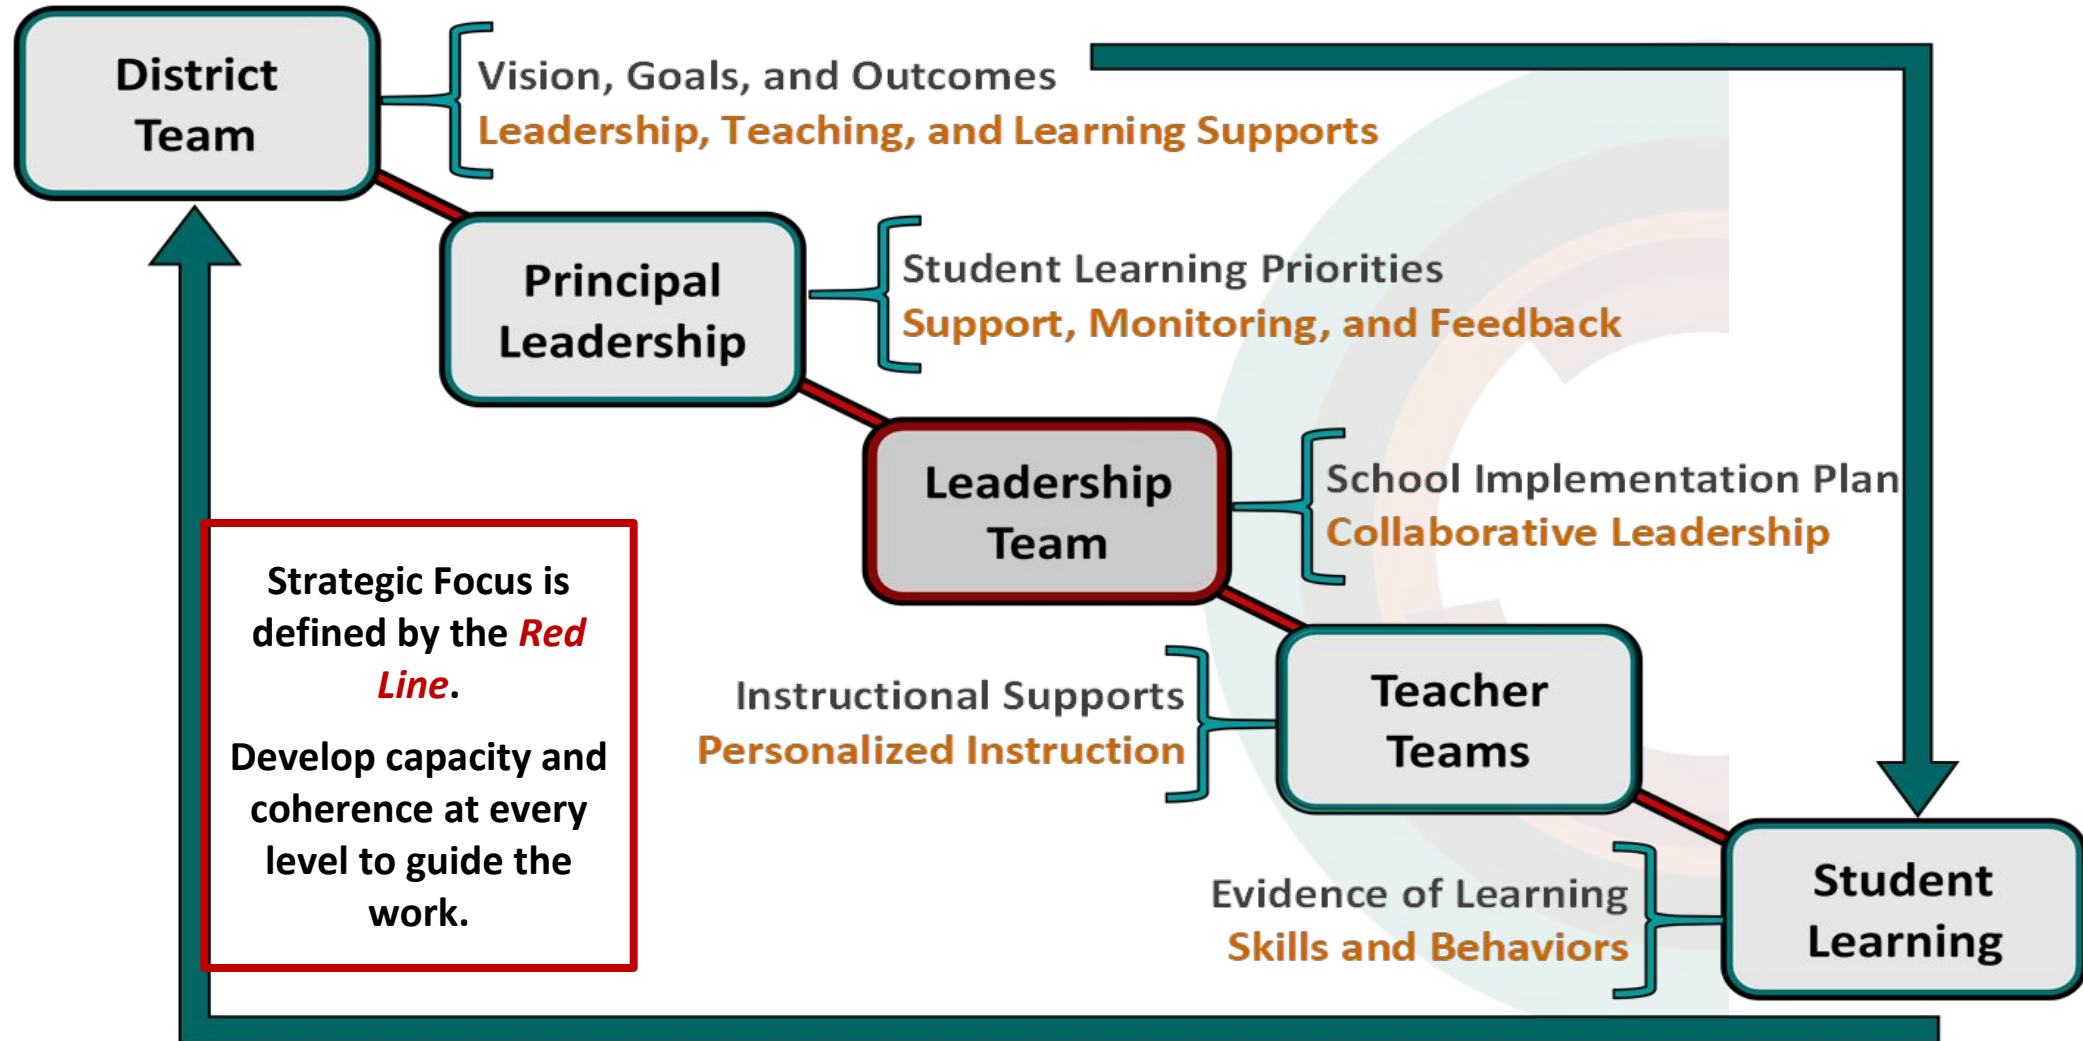 District
Team
Vision, Goals, and Outcomes
Leadership, Teaching, and Learning Supports
Principal
Leadership
Student Learning Priorities
Support, Monitoring, and Feedback
Leadership
Team
School Implementation Plan
Collaborative Leadership
Strategic Focus is
defined by the Red
Line.
Develop capacity and
coherence at every
level to guide the
work.
Instructional Supports
Personalized Instruction
Teacher
Teams
Evidence of Learning
Skills and Behaviors
Student
Learning